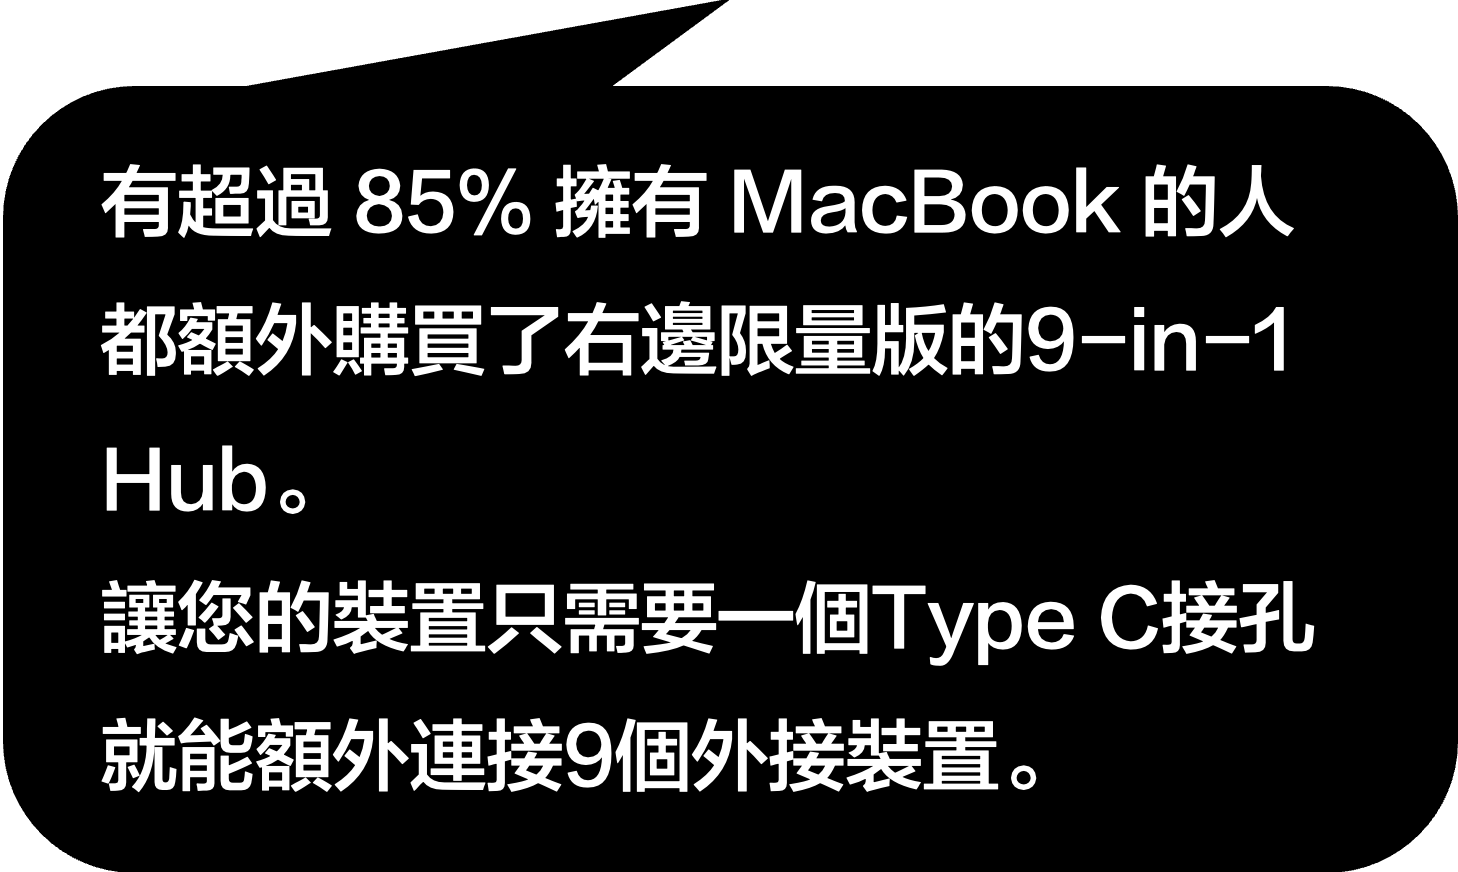 有超過 85% 擁有 MacBook 的人
都額外購買了右邊限量版的9-in-1
Hub。
讓您的裝置只需要一個Type C接孔
就能額外連接9個外接裝置。